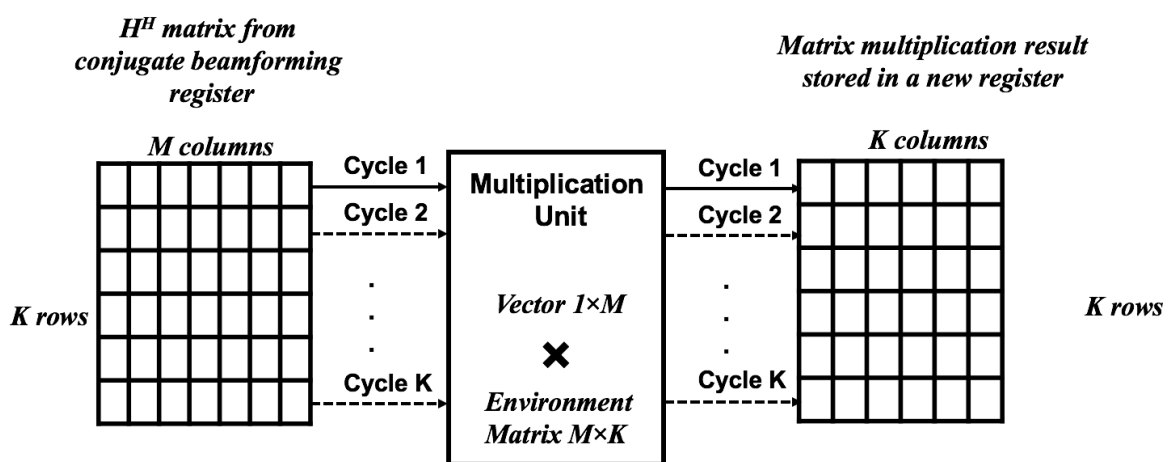 H^H matrix from
conjugate beamforming
register
Matrix multiplication result
stored in a new register
M columns
K columns
Cycle 1
Cycle 1
Multiplication
Unit
Cycle 2
Cycle 2
.
.
.
.
.
.
K rows
Vector 1×M
K rows
×
Cycle K
Cycle K
Environment
Matrix M×K